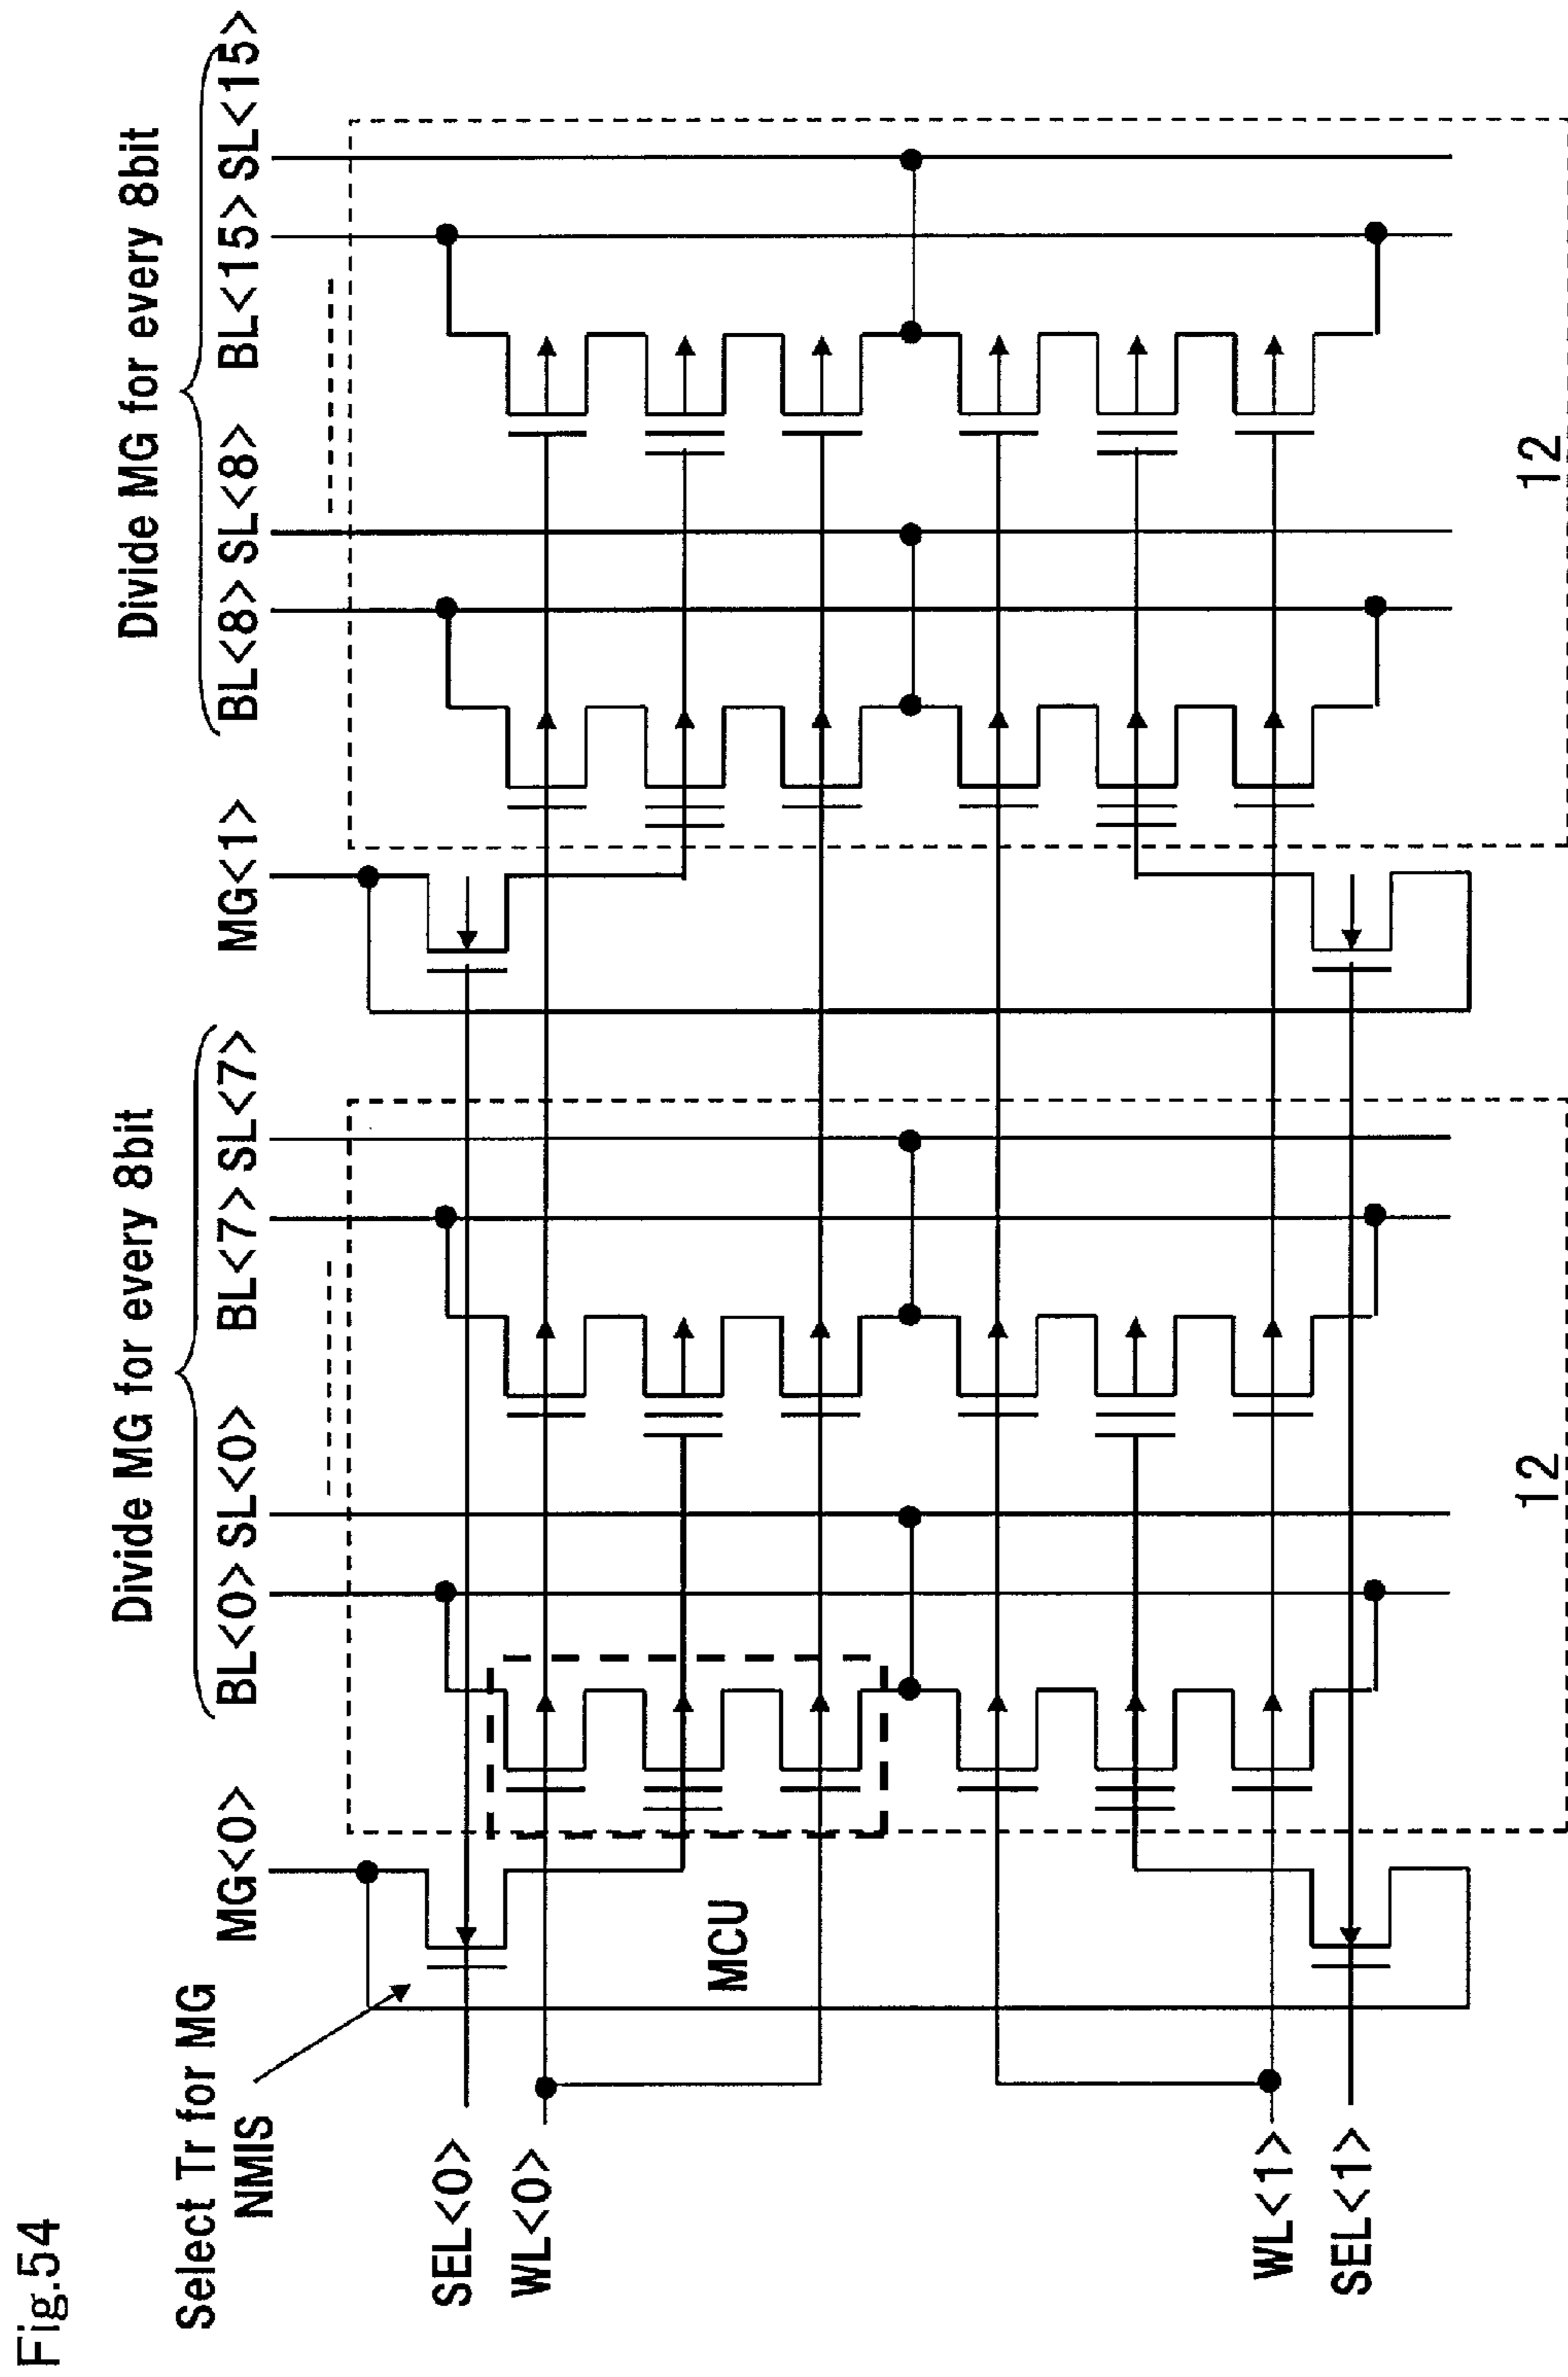 Fig.54
Divide MG for every 8bit
Divide MG for every 8bit
MG<0>
BL<0>
SL<0>
BL<7>
SL<7>
MG<1>
BL<8>
SL<8>
BL<15>
SL<15>
Select Tr for MG
NMIS
SEL<0>
WL<0>
MCU
WL<1>
SEL<1>
12
12